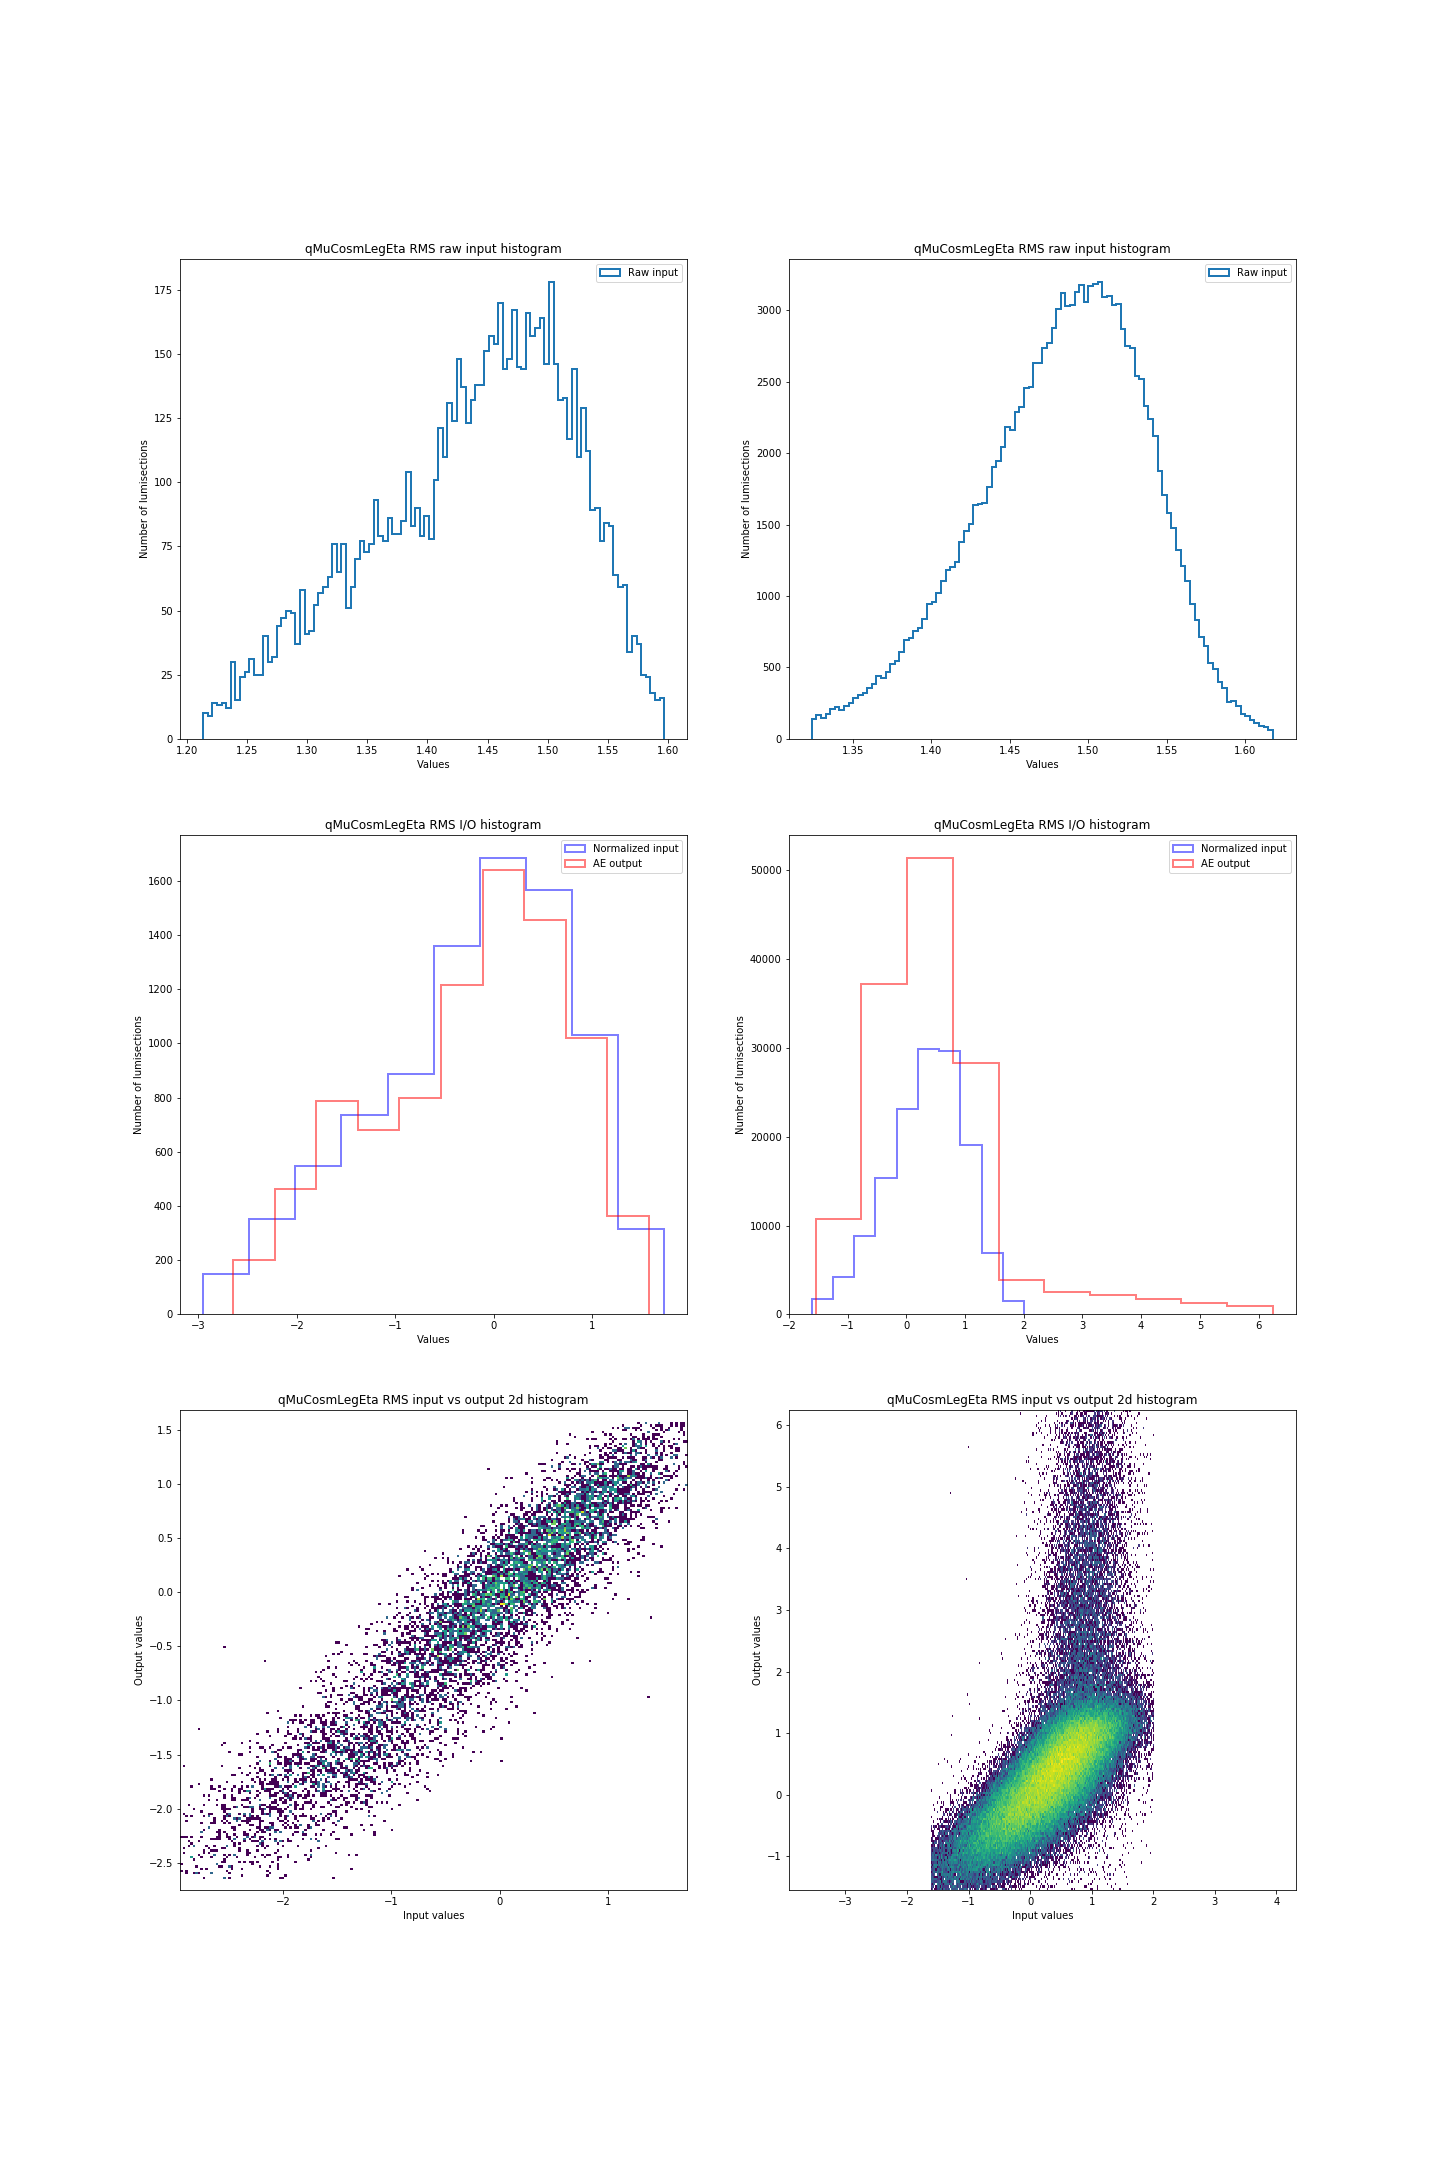 qMuCosmLegEta RMS raw input histogram
Raw input
Number of lumisections
175
150
125
100
75
50
25
0
1.20 1.25 1.30 1.35 1.40 1.45 1.50 1.55 1.60
Values
qMuCosmLegEta RMS raw input histogram
Raw input
Number of lumisections
3000
2500
2000
1500
1000
500
0
1.35 1.40 1.45 1.50 1.55 1.60
Values
qMuCosmLegEta RMS I/O histogram
Normalized input
AE output
Number of lumisections
1600
1400
1200
1000
800
600
400
200
0
−3 −2 −1 0 1
Values
qMuCosmLegEta RMS I/O histogram
Normalized input
AE output
Number of lumisections
50000
40000
30000
20000
10000
0
−2 −1 0 1 2 3 4 5 6
Values
qMuCosmLegEta RMS input vs output 2d histogram
Output values
1.5
1.0
0.5
0.0
−0.5
−1.0
−1.5
−2.0
−2.5
−2 −1 0 1
Input values
qMuCosmLegEta RMS input vs output 2d histogram
Output values
6
5
4
3
2
1
0
−1
−3 −2 −1 0 1 2 3 4
Input values